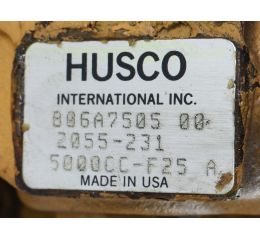 HUSCO
INTERNATIONAL INC.
806A7505 00
2055-231
5000CC-F25 A
MADE IN USA